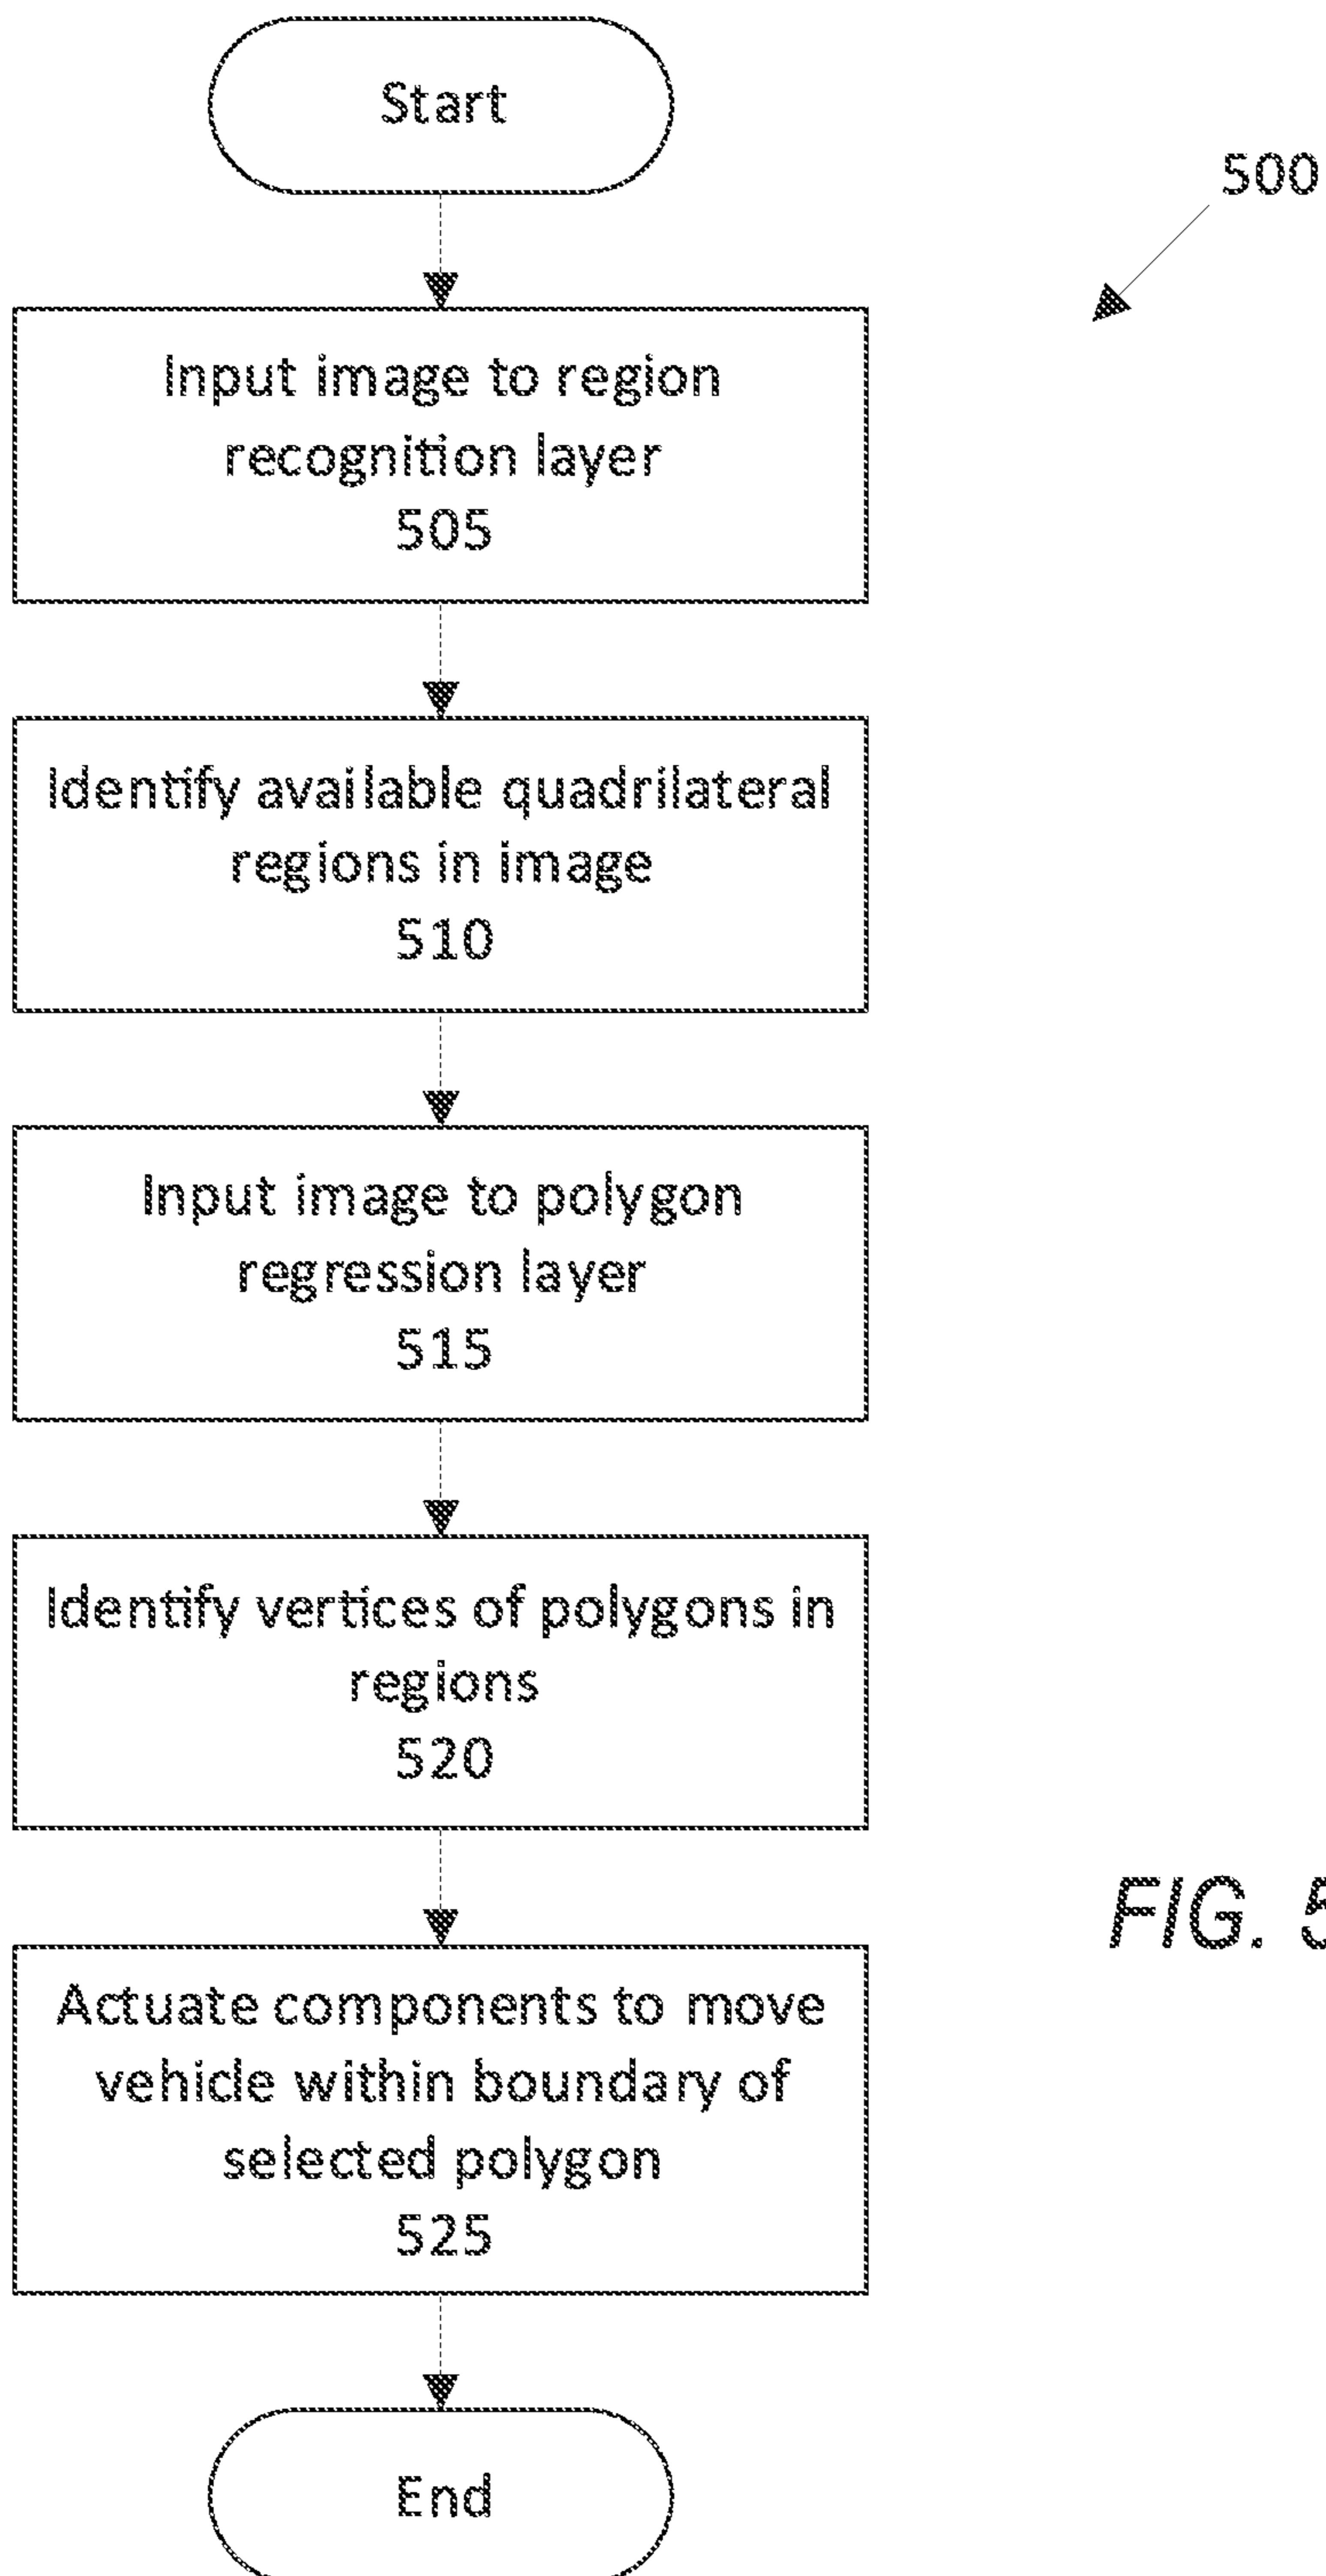 Start
500
Input image to region
recognition layer
505
Identify available quadrilateral
regions in image
510
Input image to polygon
regression layer
515
Identify vertices of polygons in
regions
520
FIG. 5
Actuate components to move
vehicle within boundary of
selected polygon
525
End